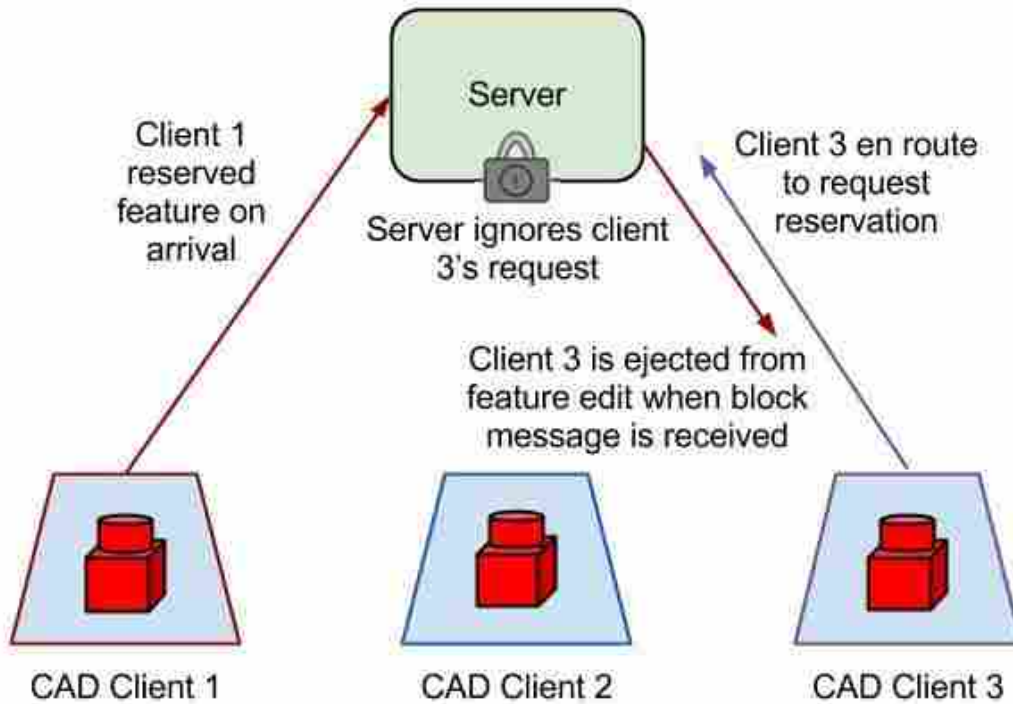 Server
Client 1
reserved
feature on
arrival
Client 3 en route
to request
reservation
Server ignores client
3's request
Client 3 is ejected from
feature edit when block
message is received
CAD Client 1
CAD Client 2
CAD Client 3